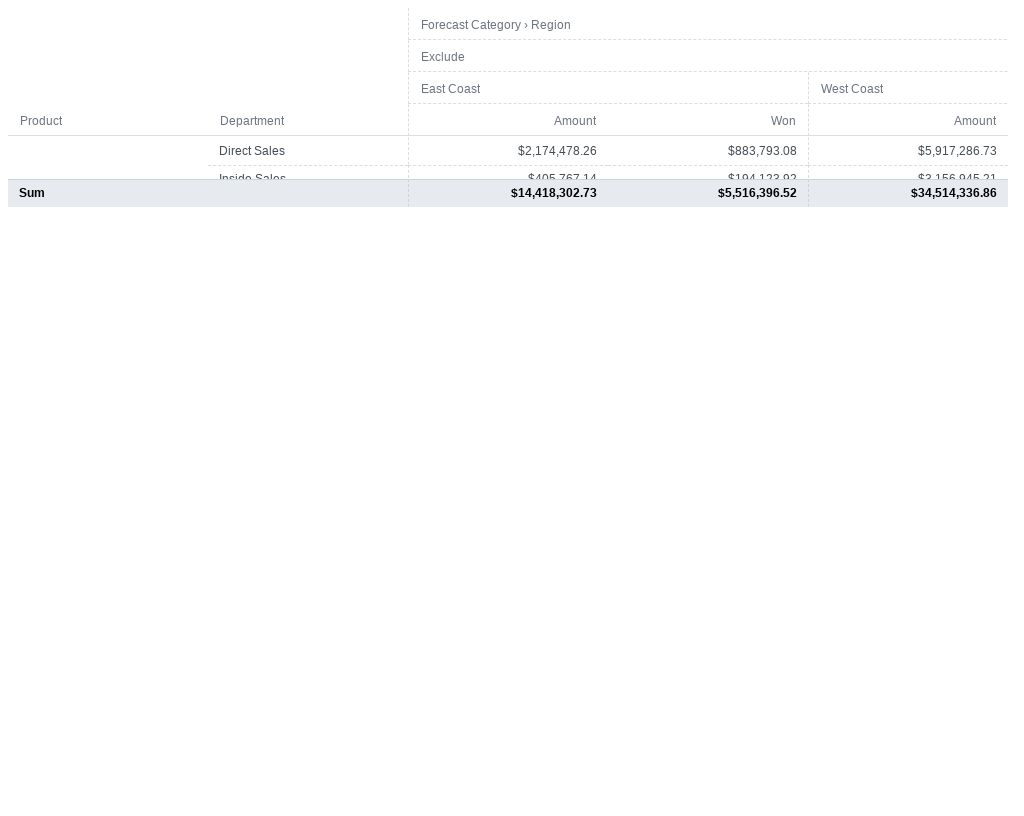 Forecast Category › Region
Exclude
East Coast West Coast
Product Department Amount Won Amount
Direct Sales $2,174,478.26 $883,793.08 $5,917,286.73
Inside Sales $405,767.14 $194,123.92 $3,156,945.21
Sum $14,418,302.73 $5,516,396.52 $34,514,336.86